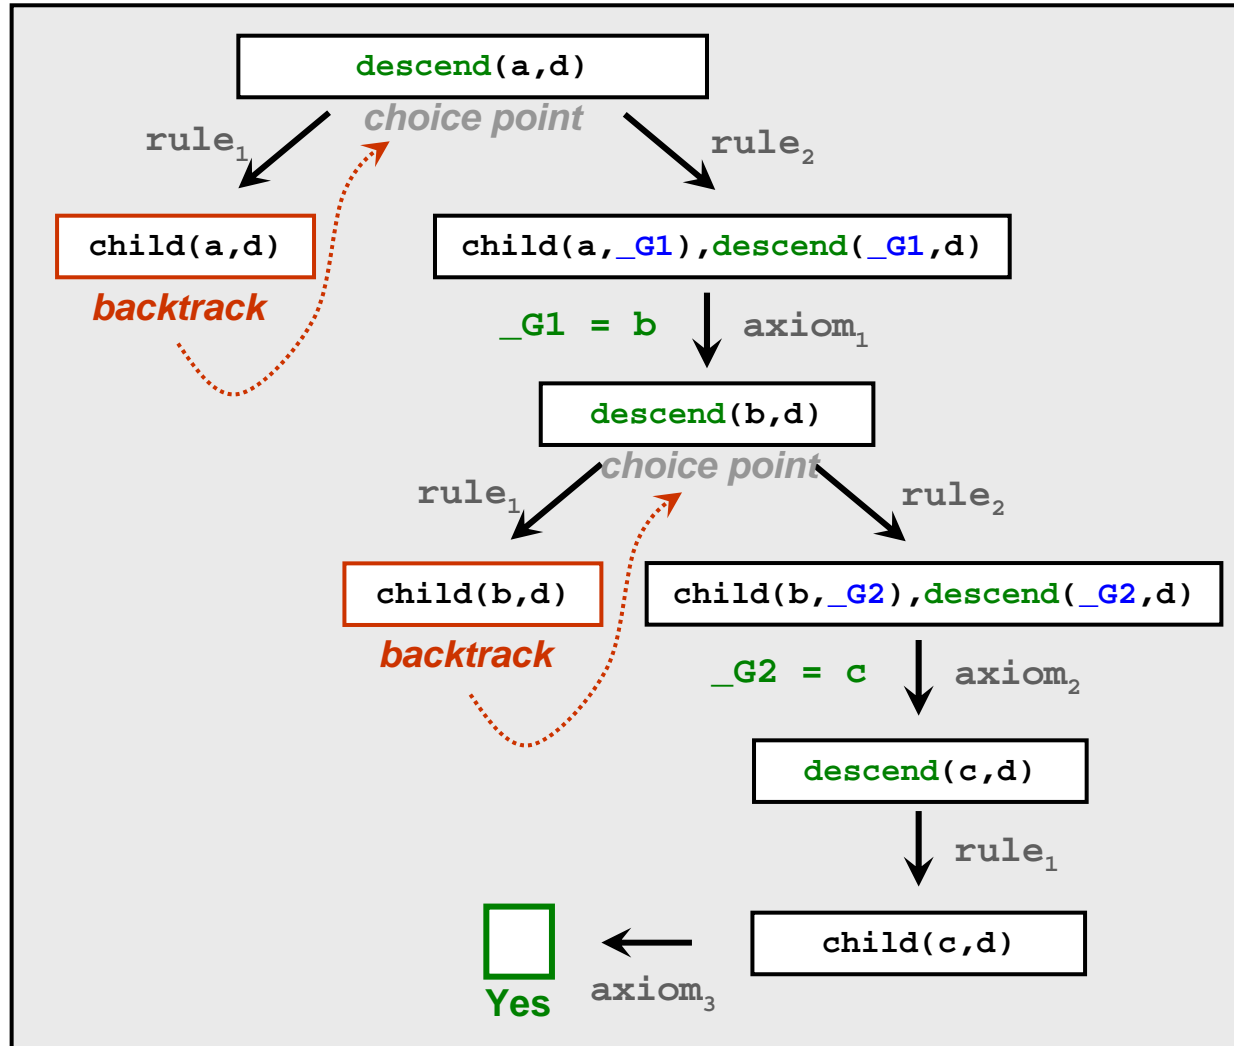 descend(a,d)
choice point
rule1
rule2
child(a,d)
child(a,_G1),descend(_G1,d)
backtrack
_G1 = b
axiom1
descend(b,d)
choice point
rule1
rule2
child(b,d)
child(b,_G2),descend(_G2,d)
backtrack
_G2 = c
axiom2
descend(c,d)
rule1
child(c,d)
axiom3
Yes